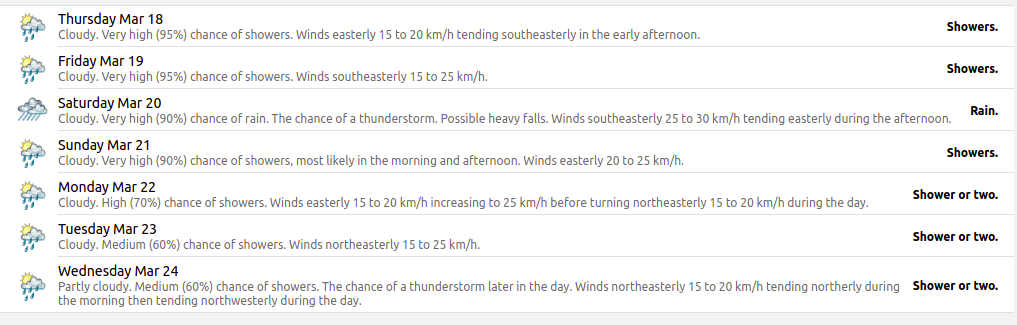 Thursday Mar 18
Cloudy. Very high (95%) chance of showers. Winds easterly 15 to 20 km/h tending southeasterly in the early afternoon.
Showers.
Friday Mar 19
Cloudy. Very high (95%) chance of showers. Winds southeasterly 15 to 25 km/h.
Showers.
Saturday Mar 20
Cloudy. Very high (90%) chance of rain. The chance of a thunderstorm. Possible heavy falls. Winds southeasterly 25 to 30 km/h tending easterly during the afternoon.
Rain.
Sunday Mar 21
Cloudy. Very high (90%) chance of showers, most likely in the morning and afternoon. Winds easterly 20 to 25 km/h.
Showers.
Monday Mar 22
Cloudy. High (70%) chance of showers. Winds easterly 15 to 20 km/h increasing to 25 km/h before turning northeasterly 15 to 20 km/h during the day.
Shower or two.
Tuesday Mar 23
Cloudy. Medium (60%) chance of showers. Winds northeasterly 15 to 25 km/h.
Shower or two.
Wednesday Mar 24
Partly cloudy. Medium (60%) chance of showers. The chance of a thunderstorm later in the day. Winds northeasterly 15 to 20 km/h tending northerly during
the morning then tending northwesterly during the day.
Shower or two.